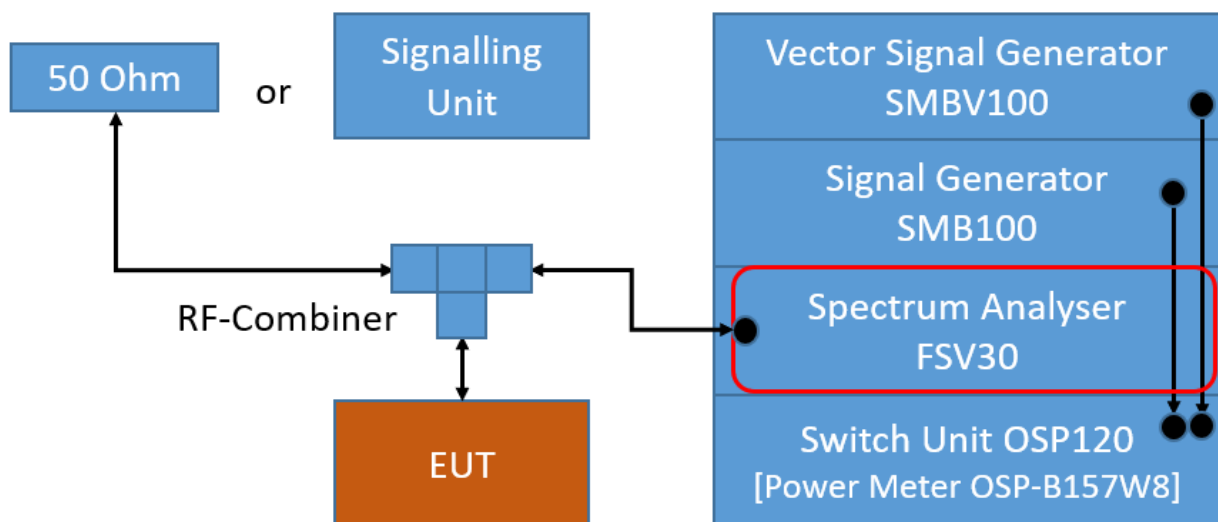 50 Ohm
or
Signalling
Unit
Vector Signal Generator
SMBV100
Signal Generator
SMB100
RF-Combiner
Spectrum Analyser
FSV30
EUT
Switch Unit OSP120
[Power Meter OSP-B157W8]